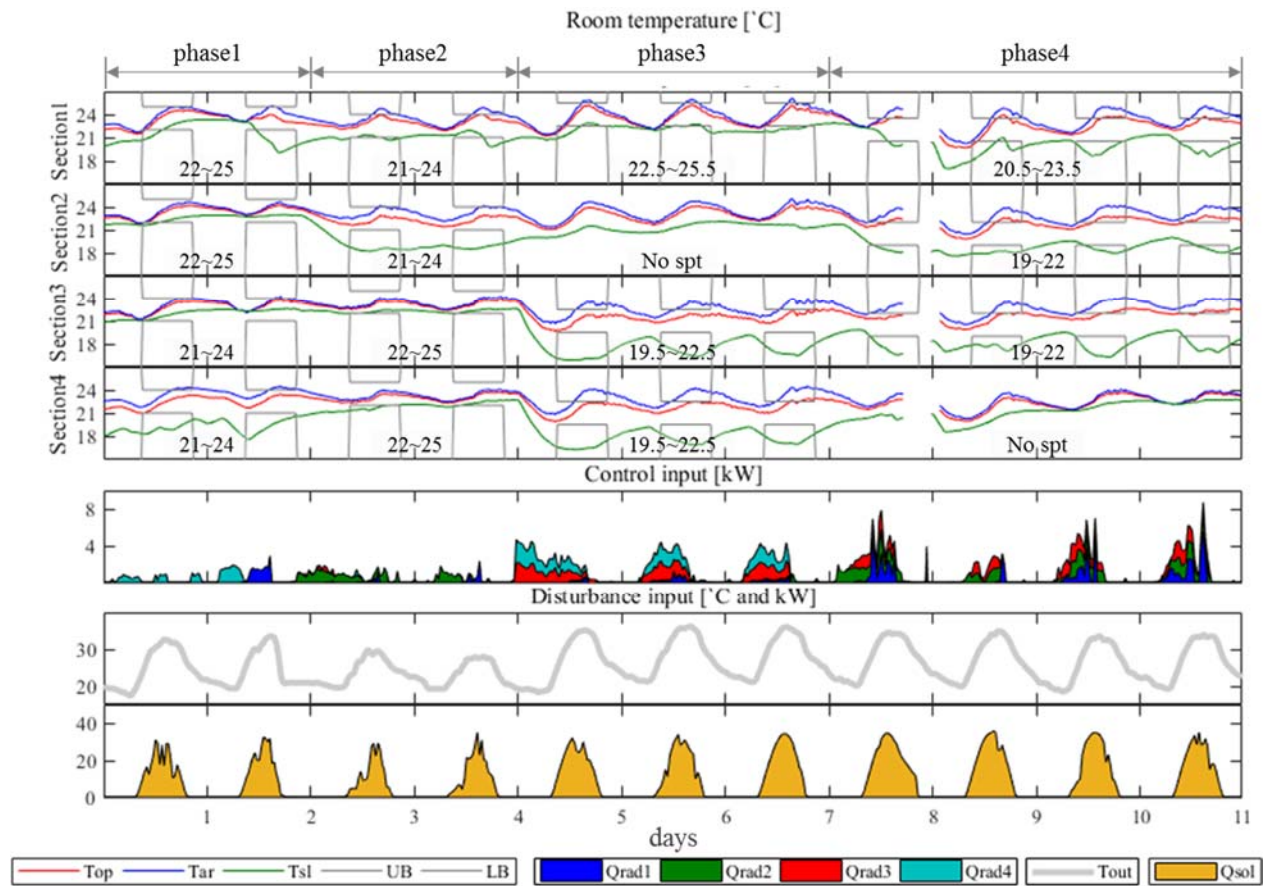 Room temperature [`C]
phase1 phase2 phase3 phase4
Section1
24
21
18
22~25 21~24 22.5~25.5 20.5~23.5
Section2
24
21
18
22~25 21~24 No spt 19~22
Section3
24
21
18
21~24 22~25 19.5~22.5 19~22
Section4
24
21
18
21~24 22~25 19.5~22.5 No spt
Control input [kW]
8
4
Disturbance input [`C and kW]
30
20
40
20
0
1 2 3 4 5 6 7 8 9 10 11
days
Top Tar Tsl UB LB Qrad1 Qrad2 Qrad3 Qrad4 Tout Qsol